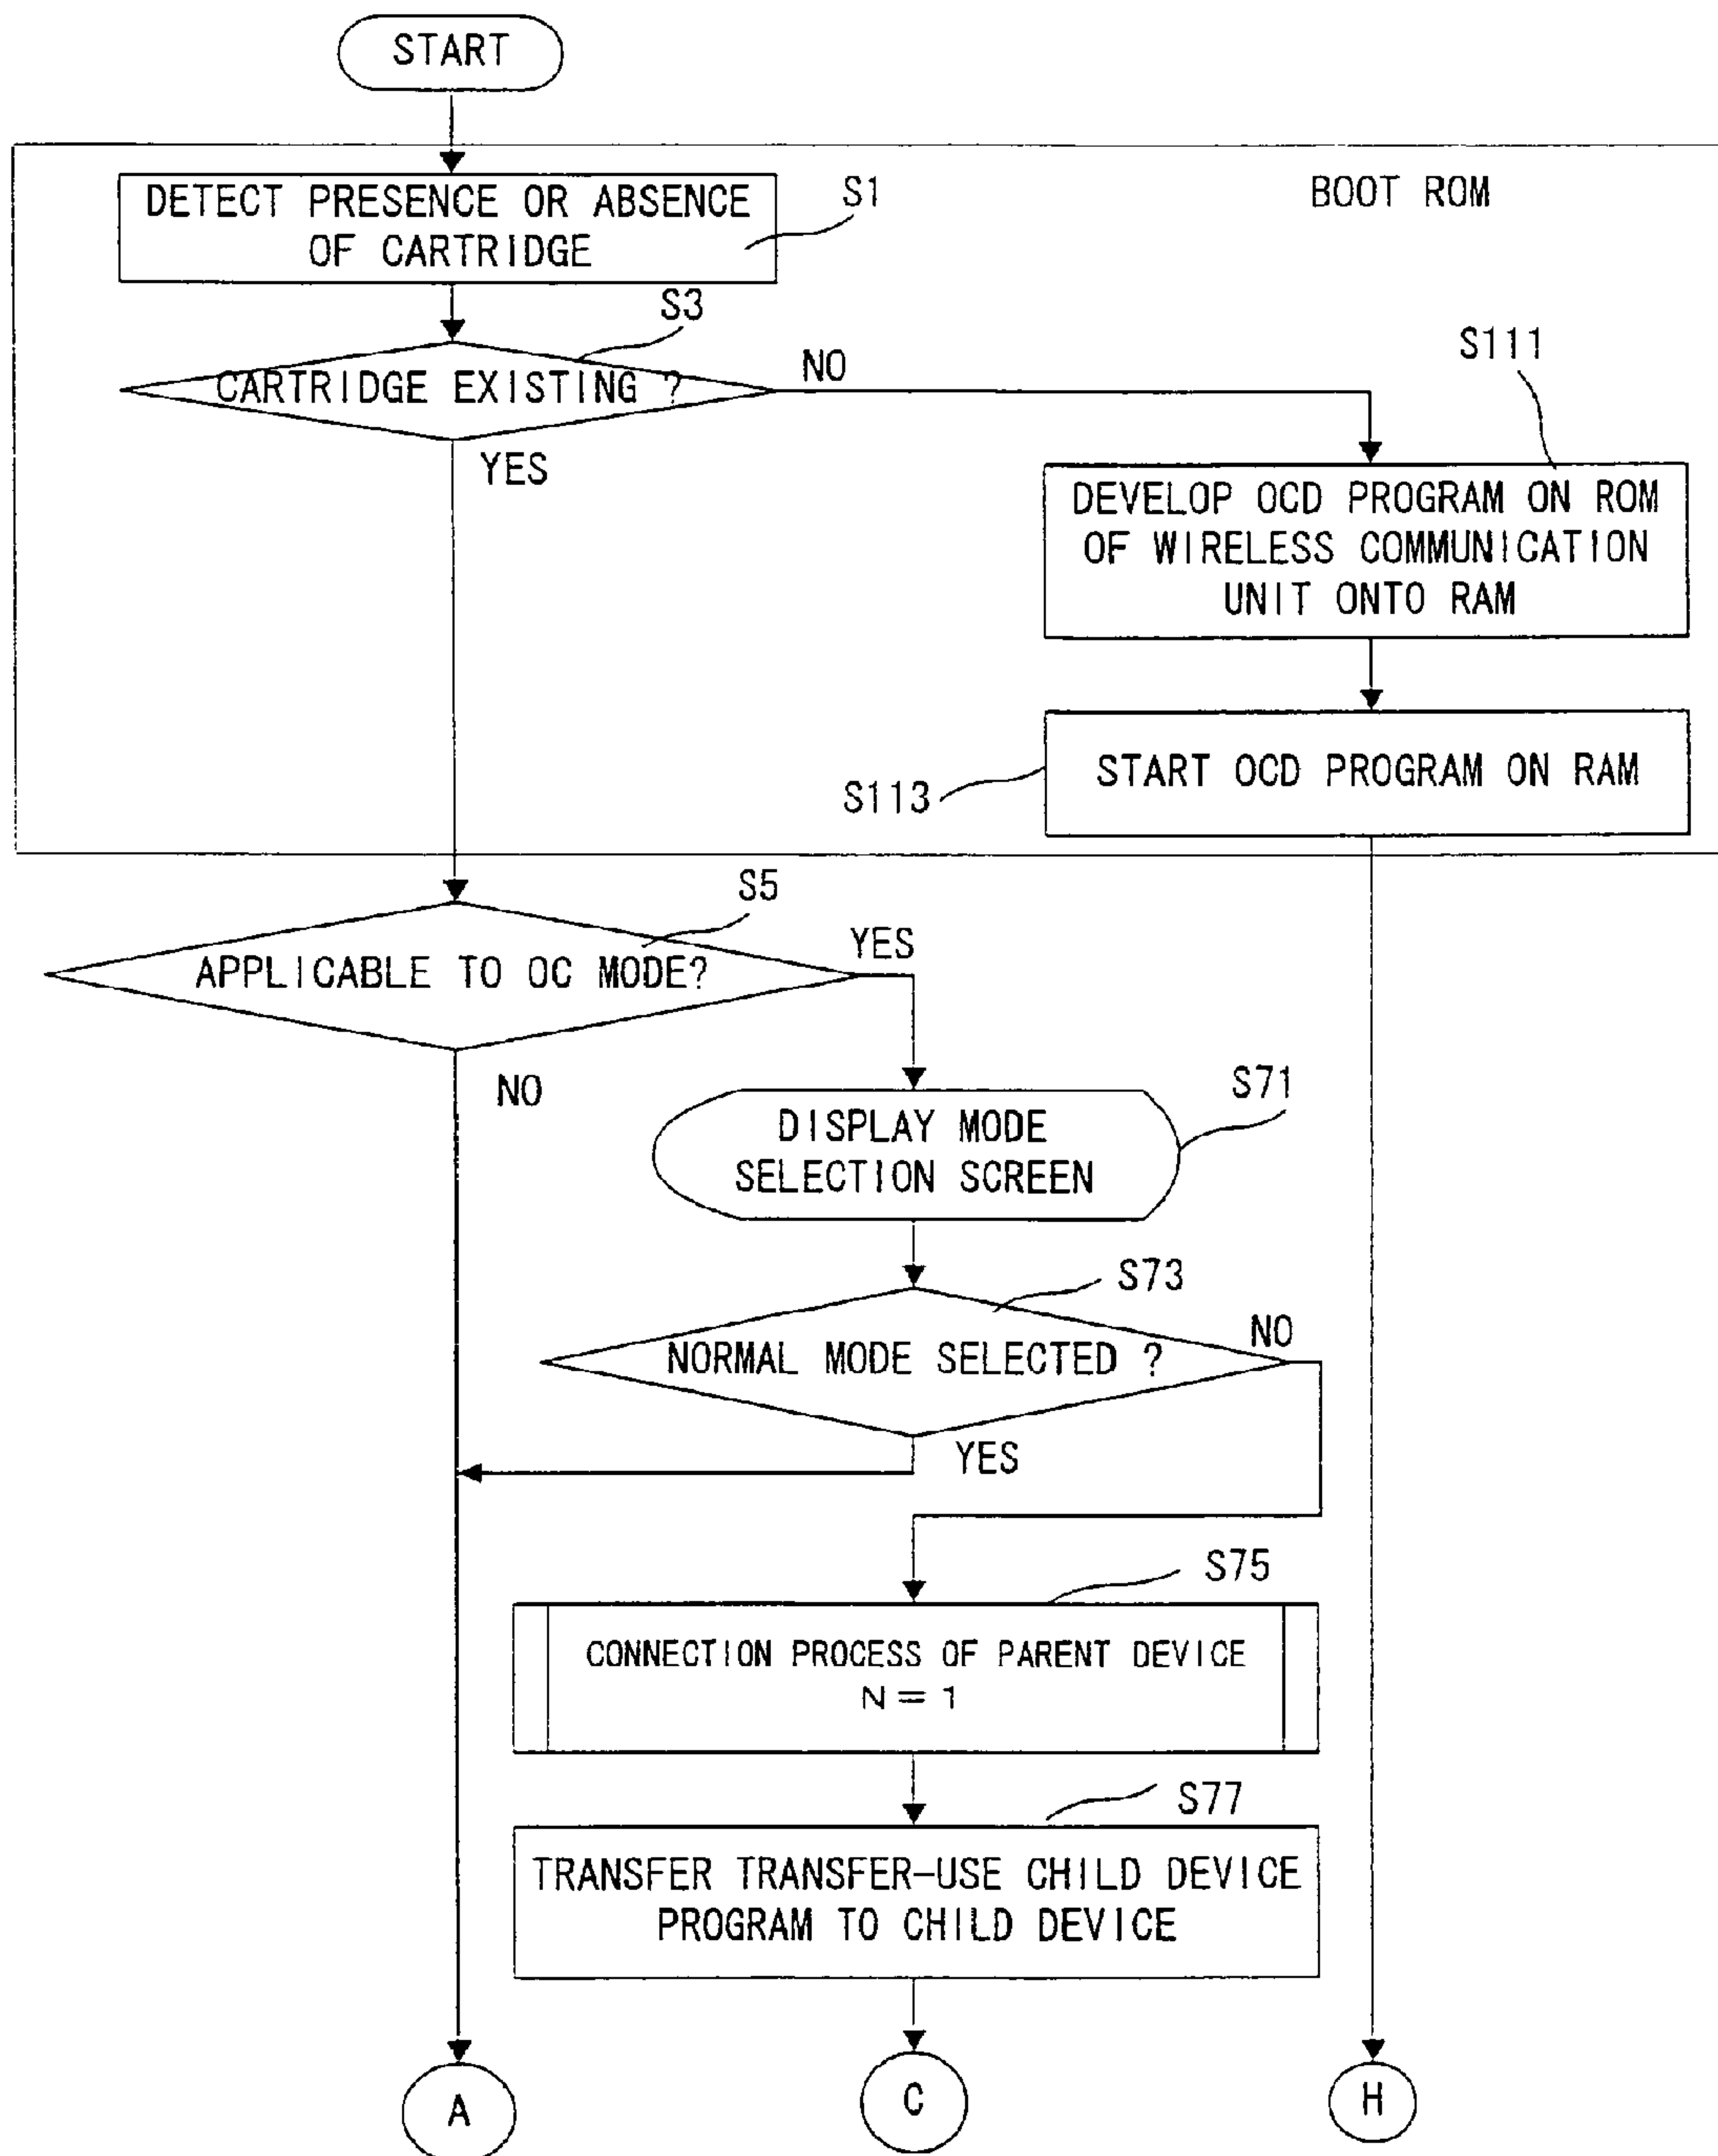 START
DETECT PRESENCE OR ABSENCE
OF CARTRIDGE
S1
BOOT ROM
S3
CARTRIDGE EXISTING ?
NO
YES
S111
DEVELOP OCD PROGRAM ON ROM
OF WIRELESS COMMUNICATION
UNIT ONTO RAM
S113
START OCD PROGRAM ON RAM
S5
APPLICABLE TO OC MODE?
YES
NO
S71
DISPLAY MODE
SELECTION SCREEN
S73
NORMAL MODE SELECTED ?
NO
YES
S75
CONNECTION PROCESS OF PARENT DEVICE
N = 1
S77
TRANSFER TRANSFER-USE CHILD DEVICE
PROGRAM TO CHILD DEVICE
A
C
H